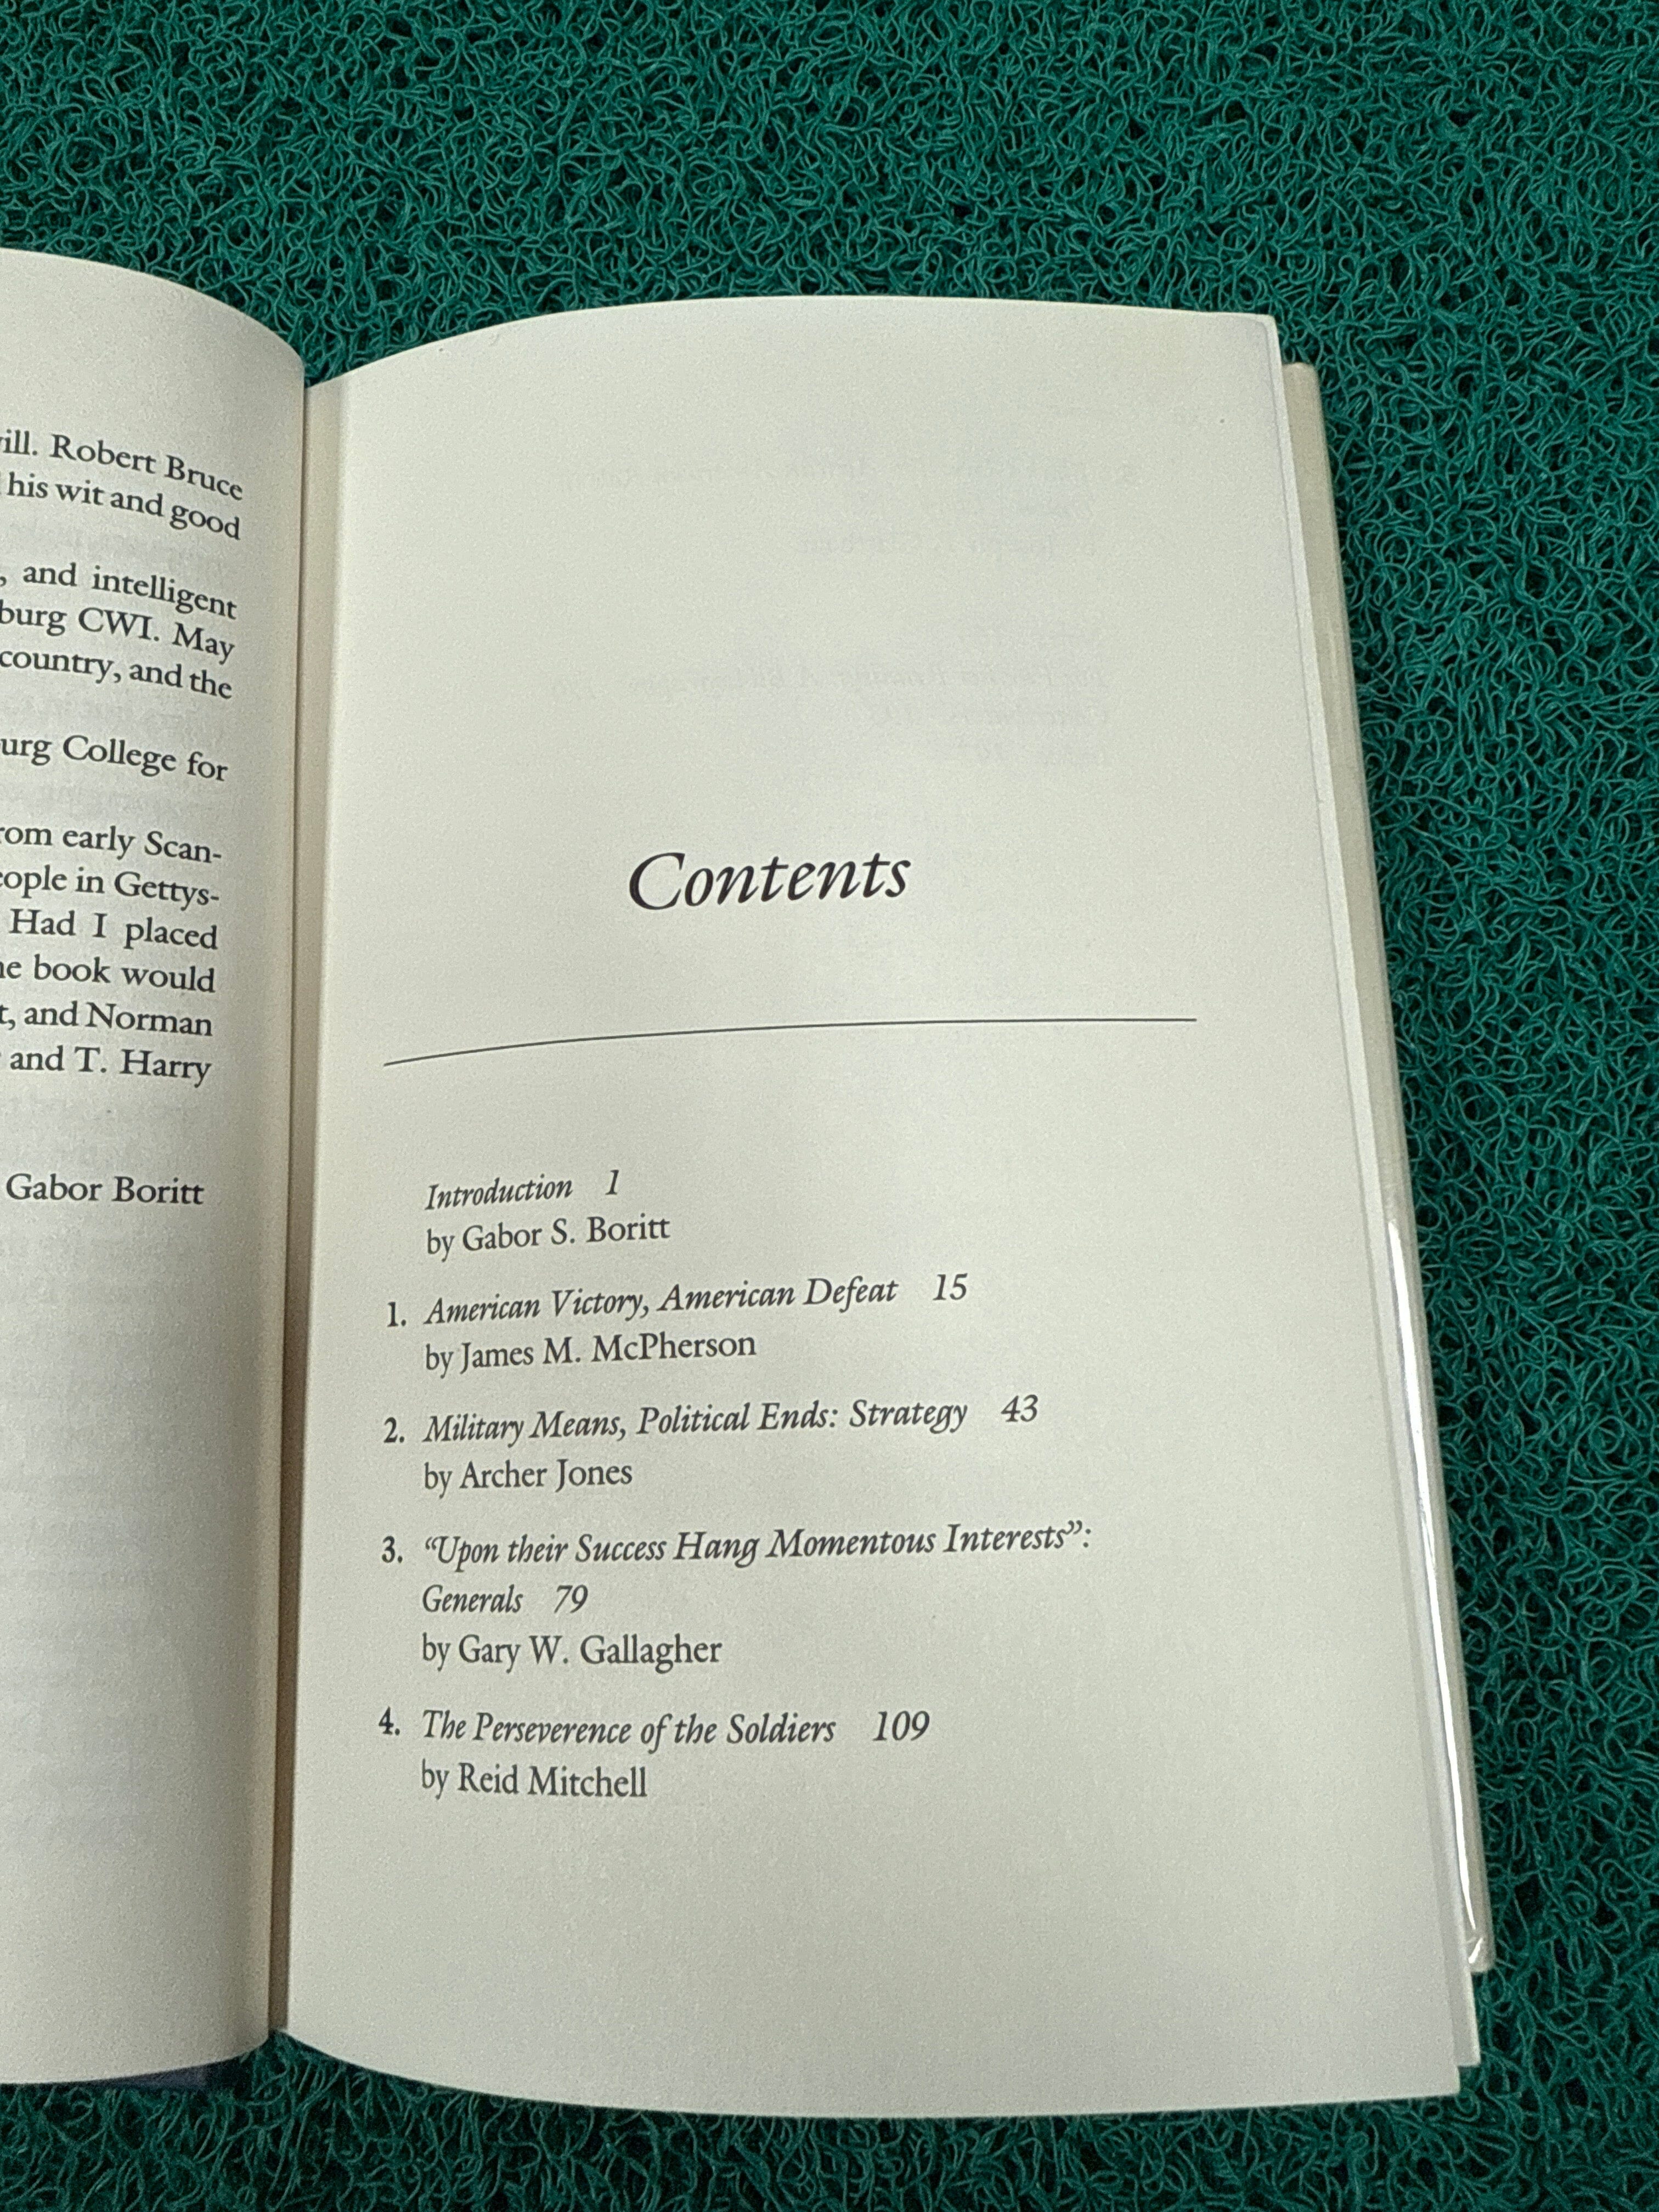 ill. Robert Bruce
his wit and good
, and intelligent
burg CWI. May
country, and the
urg College for
rom early Scan-
eople in Gettys-
Had I placed
he book would
t, and Norman
and T. Harry
Gabor Boritt
Contents
Introduction 1
by Gabor S. Boritt
1. American Victory, American Defeat 15
by James M. McPherson
2. Military Means, Political Ends: Strategy 43
by Archer Jones
3. “Upon their Success Hang Momentous Interests”:
Generals 79
by Gary W. Gallagher
4. The Perseverence of the Soldiers 109
by Reid Mitchell